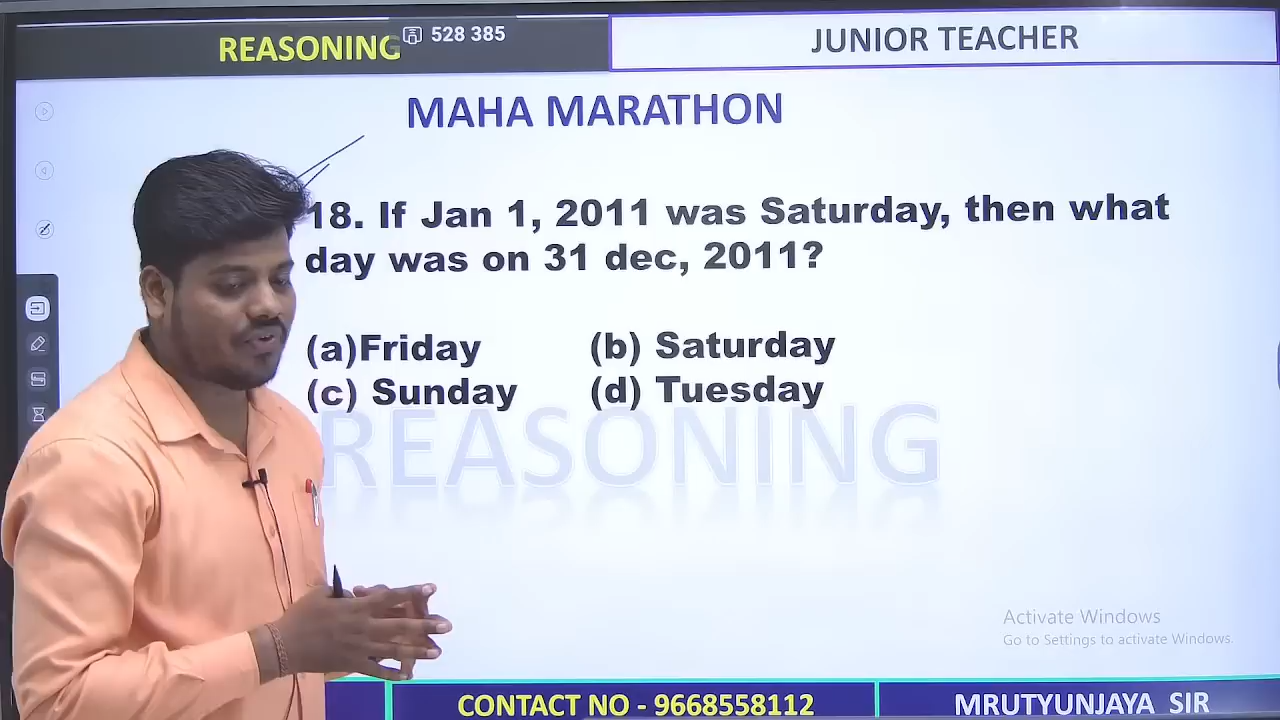 REASONING
528 385
JUNIOR TEACHER
MAHA MARATHON
18. If Jan 1, 2011 was Saturday, then what
day was on 31 dec, 2011?
(a)Friday (b) Saturday
(c) Sunday (d) Tuesday
REASONING
Activate Windows
Go to Settings to activate Windows.
CONTACT NO - 9668558112
MRUTYUNJAYA SIR